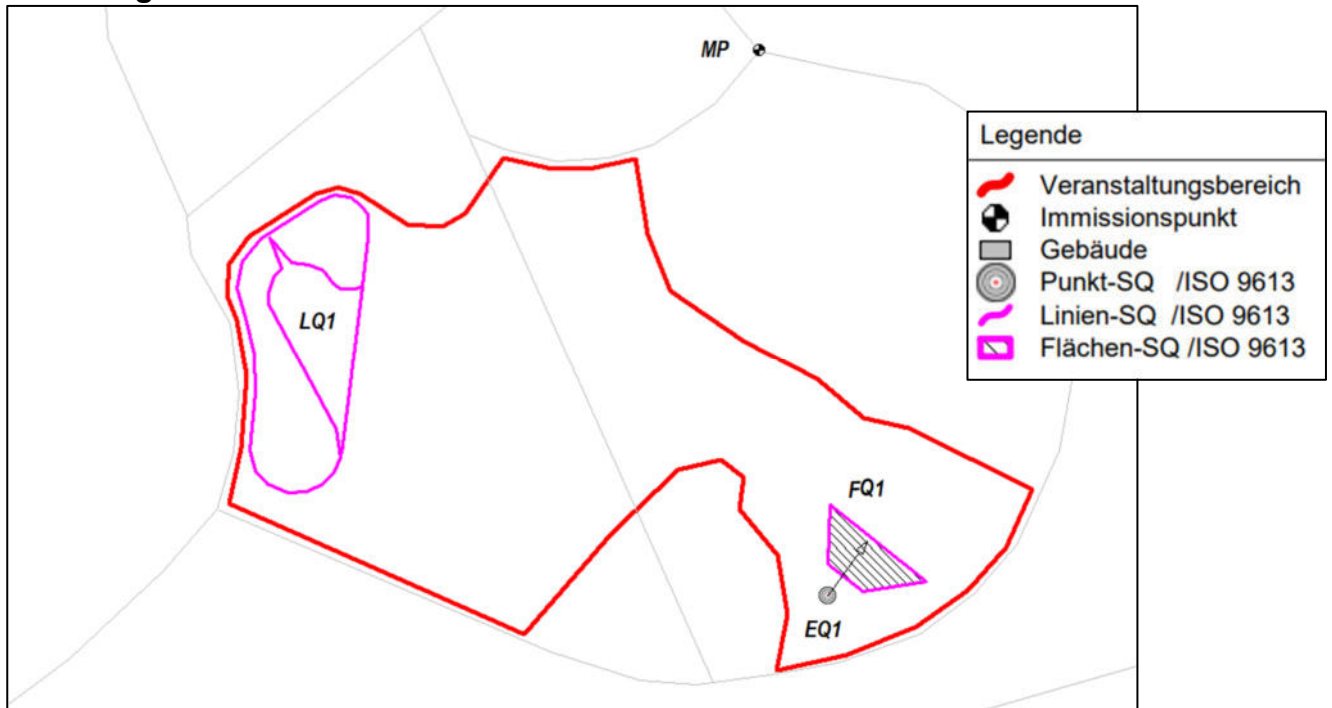 MP
Legende
Veranstaltungsbereich
Immissionspunkt
Gebäude
Punkt-SQ /ISO 9613
Linien-SQ /ISO 9613
Flächen-SQ /ISO 9613
LQ1
FQ1
EQ1